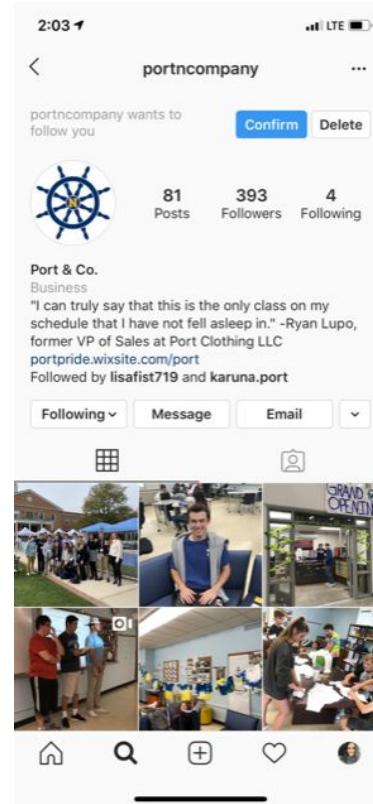 2:03
LTE
portncompany
...
portncompany wants to
follow you
Confirm
Delete
N
81
393
4
Posts
Followers
Following
Port & Co.
Business
"I can truly say that this is the only class on my
schedule that I have not fell asleep in." -Ryan Lupo,
former VP of Sales at Port Clothing LLC
portpride.wixsite.com/port
Followed by lisafist719 and karuna.port
Following
Message
Email
GRAND
OPENIN